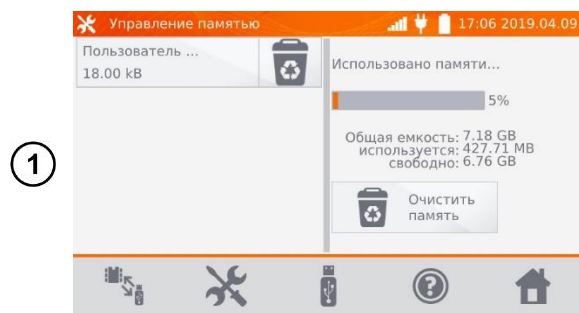 Управление памятью
17:06 2019.04.09
Пользователь ...
18.00 kB
Использовано памяти...
5%
Общая емкость: 7.18 GB
используется: 427.71 MB
свободно: 6.76 GB
Очистить
память
1
?